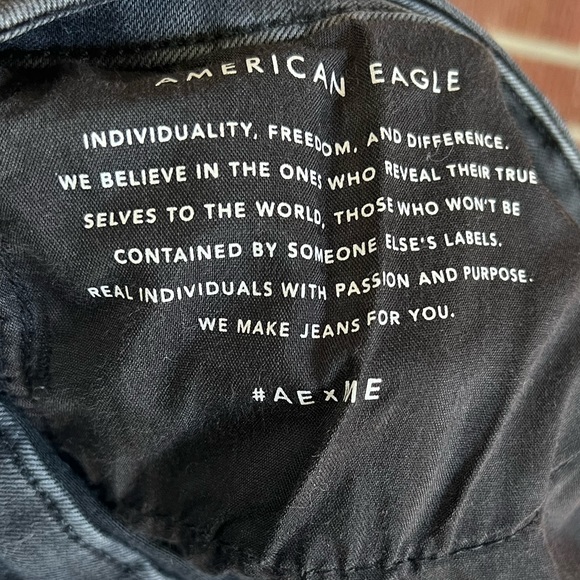 AMERICAN EAGLE
INDIVIDUALITY, FREEDOM, AND DIFFERENCE.
WE BELIEVE IN THE ONES WHO REVEAL THEIR TRUE
SELVES TO THE WORLD, THOSE WHO WON'T BE
CONTAINED BY SOMEONE ELSE'S LABELS.
REAL INDIVIDUALS WITH PASSION AND PURPOSE.
WE MAKE JEANS FOR YOU.
#AExME